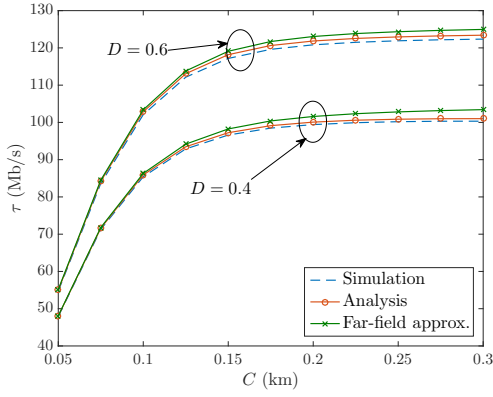 130
120
110
100
90
80
70
60
50
40
τ (Mb/s)
D = 0.6
D = 0.4
Simulation
Analysis
Far-field approx.
0.05 0.1 0.15 0.2 0.25 0.3
C (km)